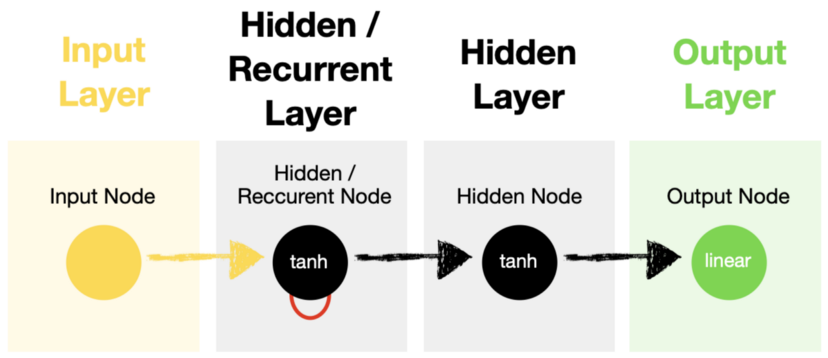 Input
Layer
Hidden /
Recurrent
Layer
Hidden
Layer
Output
Layer
Input Node
Hidden /
Reccurent Node
Hidden Node
Output Node
tanh
tanh
linear